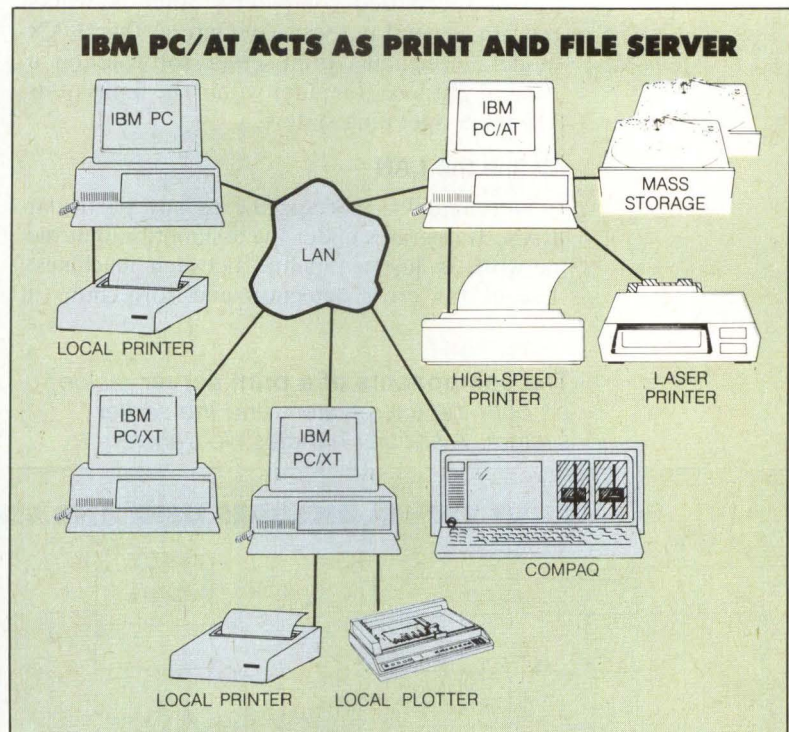 IBM PC/AT ACTS AS PRINT AND FILE SERVER
IBM PC
IBM
PC/AT
MASS
STORAGE
LAN
LOCAL PRINTER
HIGH-SPEED
PRINTER
LASER
PRINTER
IBM
PC/XT
IBM
PC/XT
COMPAQ
LOCAL PRINTER
LOCAL PLOTTER